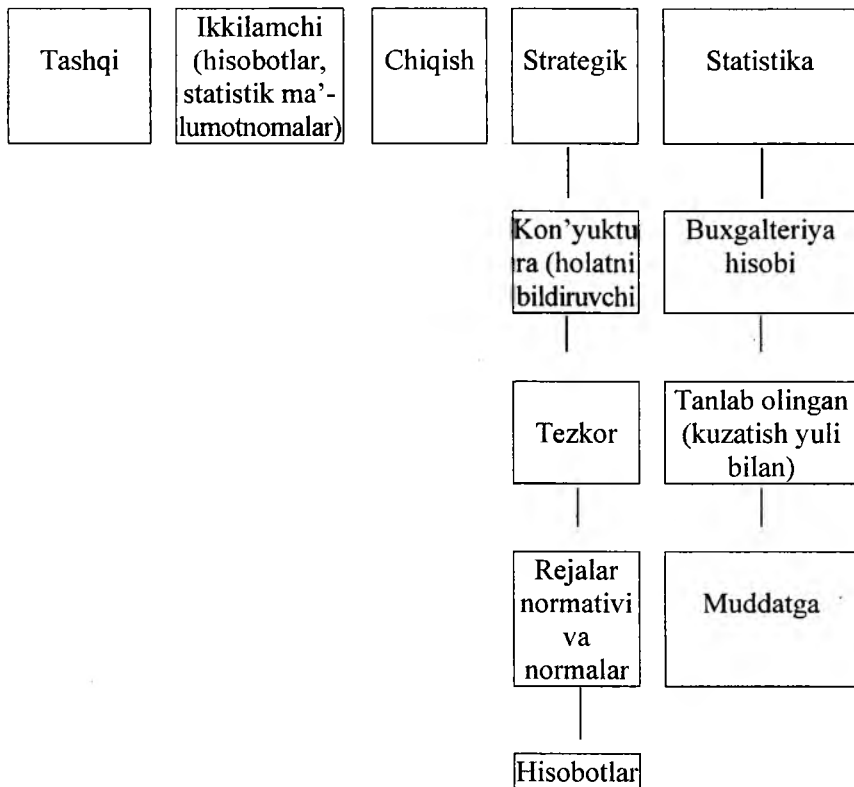 Tashqi
Ikkilamchi
(hisobotlar,
statistik ma’-
lumotnomalar)
Chiqish
Strategik
Statistika
Kon’yuktu
ra (holatni
bildiruvchi
Buxgalteriya
hisobi
Tezkor
Tanlab olingan
(kuzatish yuli
bilan)
Rejalar
normativi
va
normalar
Muddatga
Hisobotlar